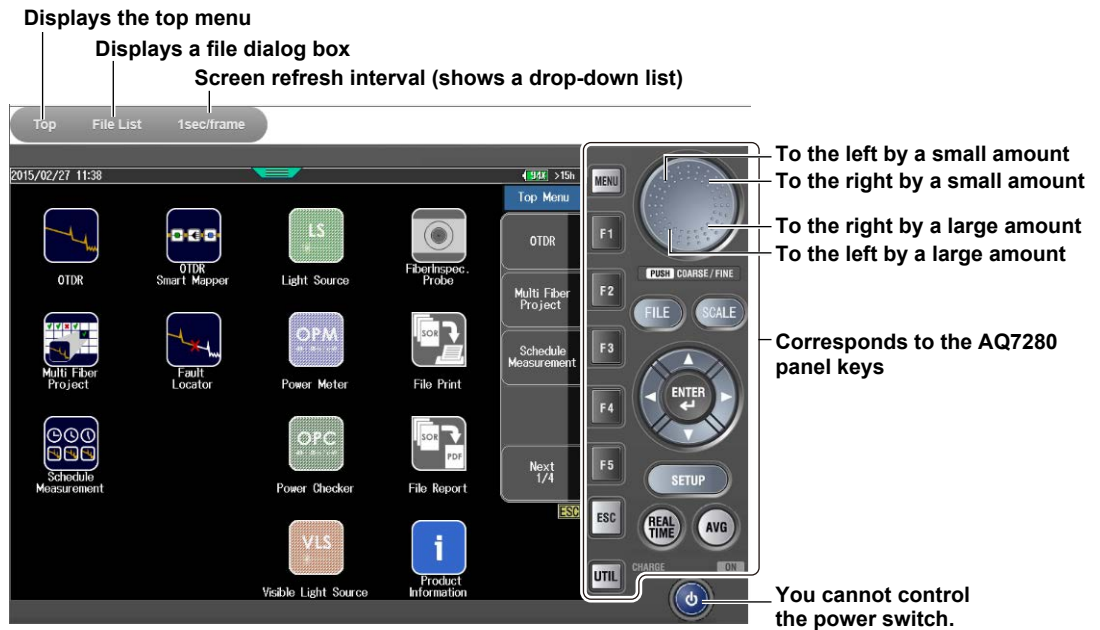 Displays the top menu
Displays a file dialog box
Screen refresh interval (shows a drop-down list)
Top File List 1sec/frame
2015/02/27 11:38
>15h
Top Menu
OTDR
OTDR
Smart Mapper
LS
Light Source
FiberInspec.
Probe
Multi Fiber
Project
Fault
Locator
OPM
Power Meter
SOR
File Print
Schedule
Measurement
OPC
Power Checker
SOR
PDF
File Report
VLS
Visible Light Source
i
Product
Information
OTDR
Multi Fiber
Project
Schedule
Measurement
Next
1/4
ESC
MENU
F1
F2
F3
F4
F5
ESC
UTIL
PUSH COARSE/FINE
FILE
SCALE
ENTER
SETUP
REAL
TIME
AVG
CHARGE
ON
To the left by a small amount
To the right by a small amount
To the right by a large amount
To the left by a large amount
Corresponds to the AQ7280
panel keys
You cannot control
the power switch.